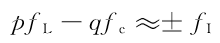 pf_L − qf_c ≈± f_I